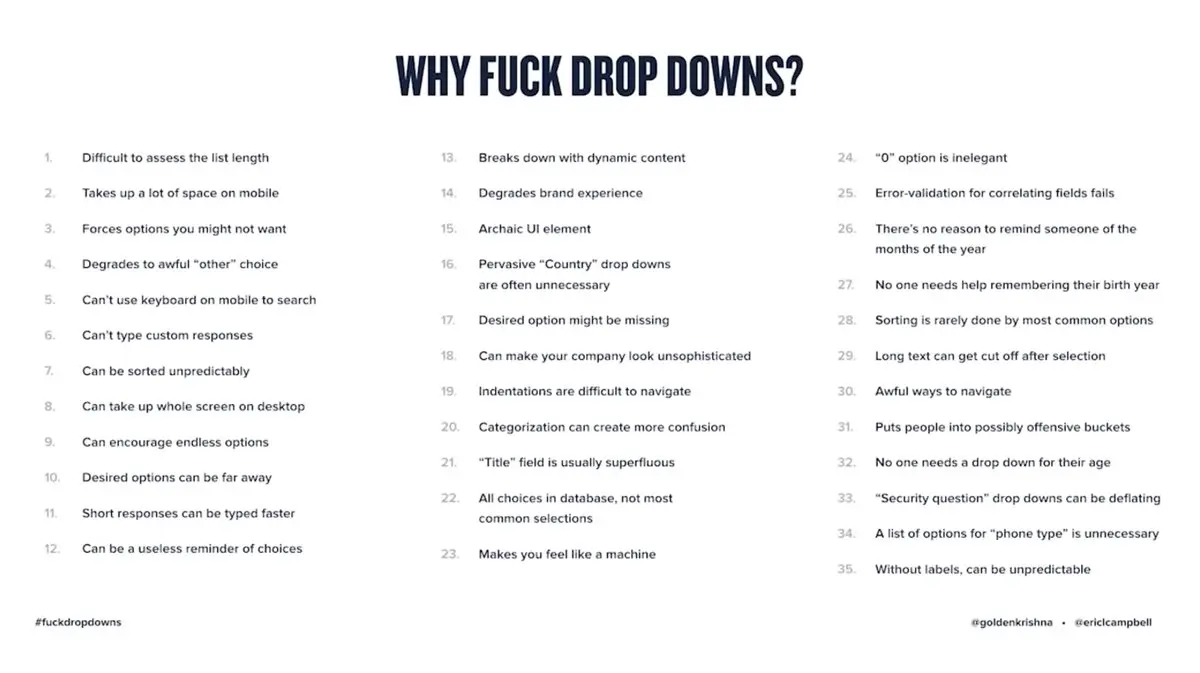 WHY FUCK DROP DOWNS?
1. Difficult to assess the list length
2. Takes up a lot of space on mobile
3. Forces options you might not want
4. Degrades to awful “other” choice
5. Can’t use keyboard on mobile to search
6. Can’t type custom responses
7. Can be sorted unpredictably
8. Can take up whole screen on desktop
9. Can encourage endless options
10. Desired options can be far away
11. Short responses can be typed faster
12. Can be a useless reminder of choices
13. Breaks down with dynamic content
14. Degrades brand experience
15. Archaic UI element
16. Pervasive “Country” drop downs
are often unnecessary
17. Desired option might be missing
18. Can make your company look unsophisticated
19. Indentations are difficult to navigate
20. Categorization can create more confusion
21. “Title” field is usually superfluous
22. All choices in database, not most
common selections
23. Makes you feel like a machine
24. “0” option is inelegant
25. Error-validation for correlating fields fails
26. There’s no reason to remind someone of the
months of the year
27. No one needs help remembering their birth year
28. Sorting is rarely done by most common options
29. Long text can get cut off after selection
30. Awful ways to navigate
31. Puts people into possibly offensive buckets
32. No one needs a drop down for their age
33. “Security question” drop downs can be deflating
34. A list of options for “phone type” is unnecessary
35. Without labels, can be unpredictable
#fuckdropdowns
@goldenkrishna • @ericlcampbell